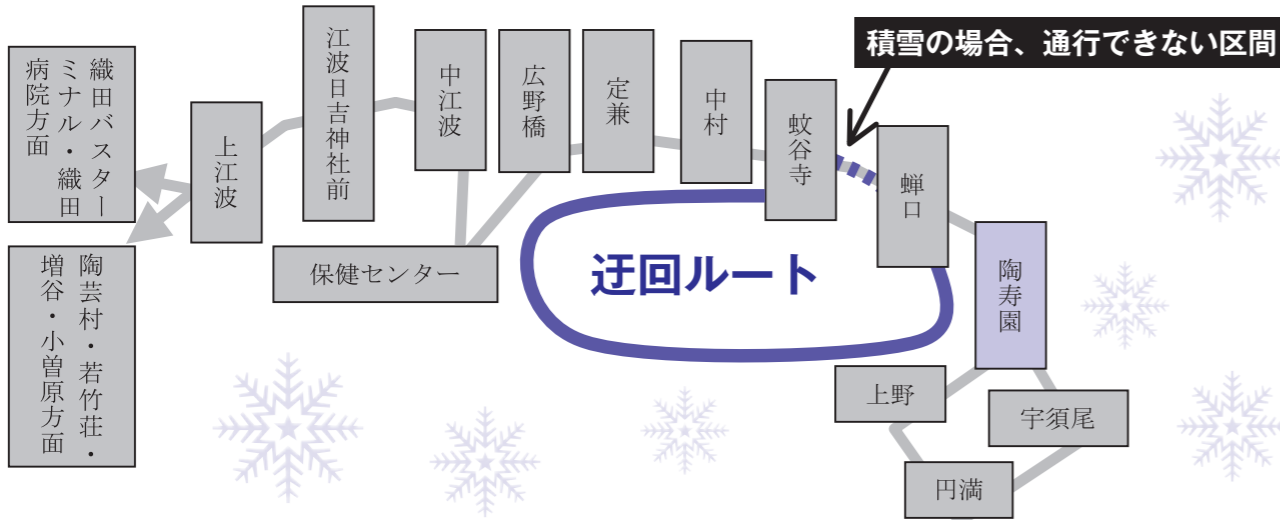 積雪の場合、通行できない区間
織田バスター
ミナル・織田
病院方面
上江波
江波日吉神社前
中江波
広野橋
定兼
中村
蚊谷寺
蝉口
陶寿園
保健センター
迂回ルート
陶芸村・若竹荘・
増谷・小曽原方面
上野
宇須尾
円満